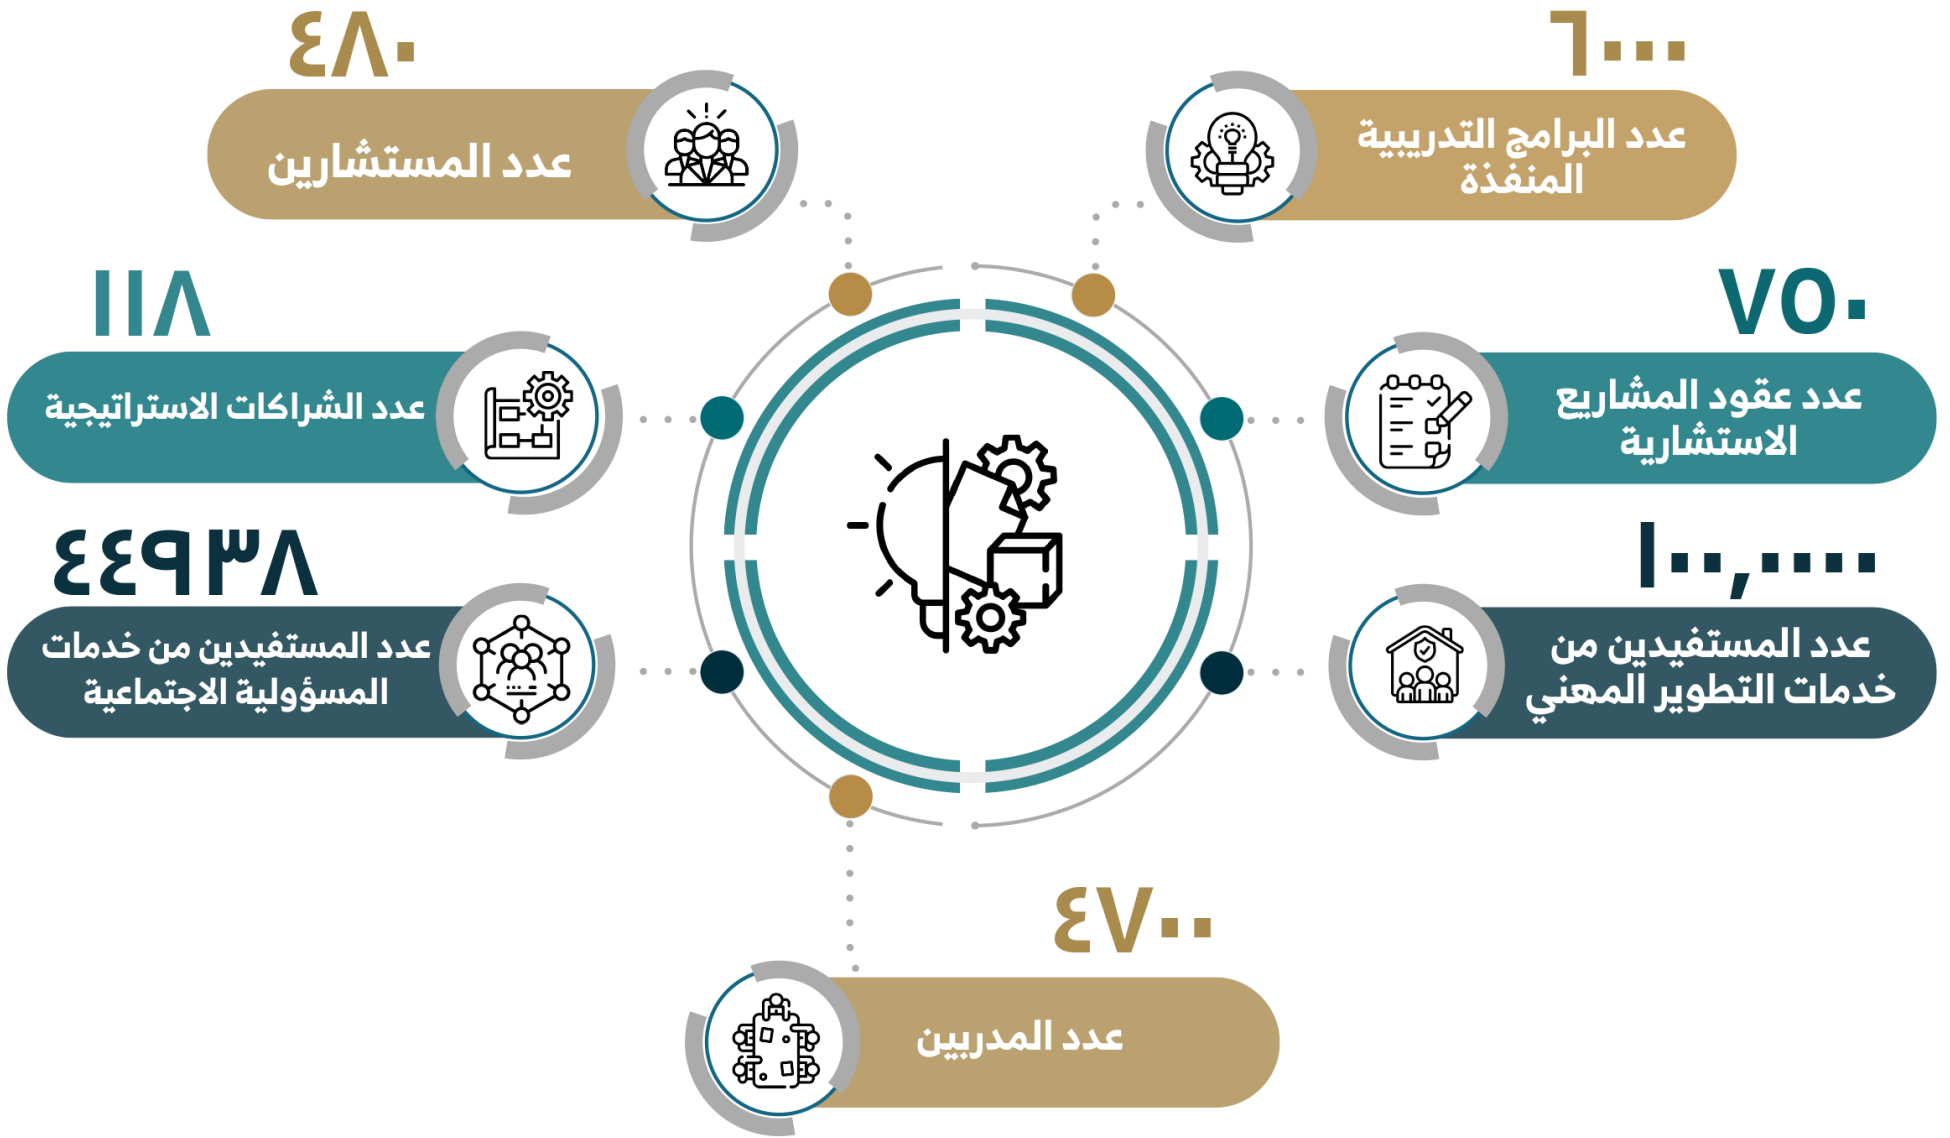 ٦٠٠٠
عدد البرامج التدريبية
المنفذة
٤٨٠
عدد المستشارين
٧٥٠
عدد عقود المشاريع
الاستشارية
١١٨
عدد الشراكات الاستراتيجية
١٠٠,٠٠٠٠
عدد المستفيدين من
خدمات التطوير المهني
٤٤٩٣٨
عدد المستفيدين من خدمات
المسؤولية الاجتماعية
٤٧٠٠
عدد المدربين